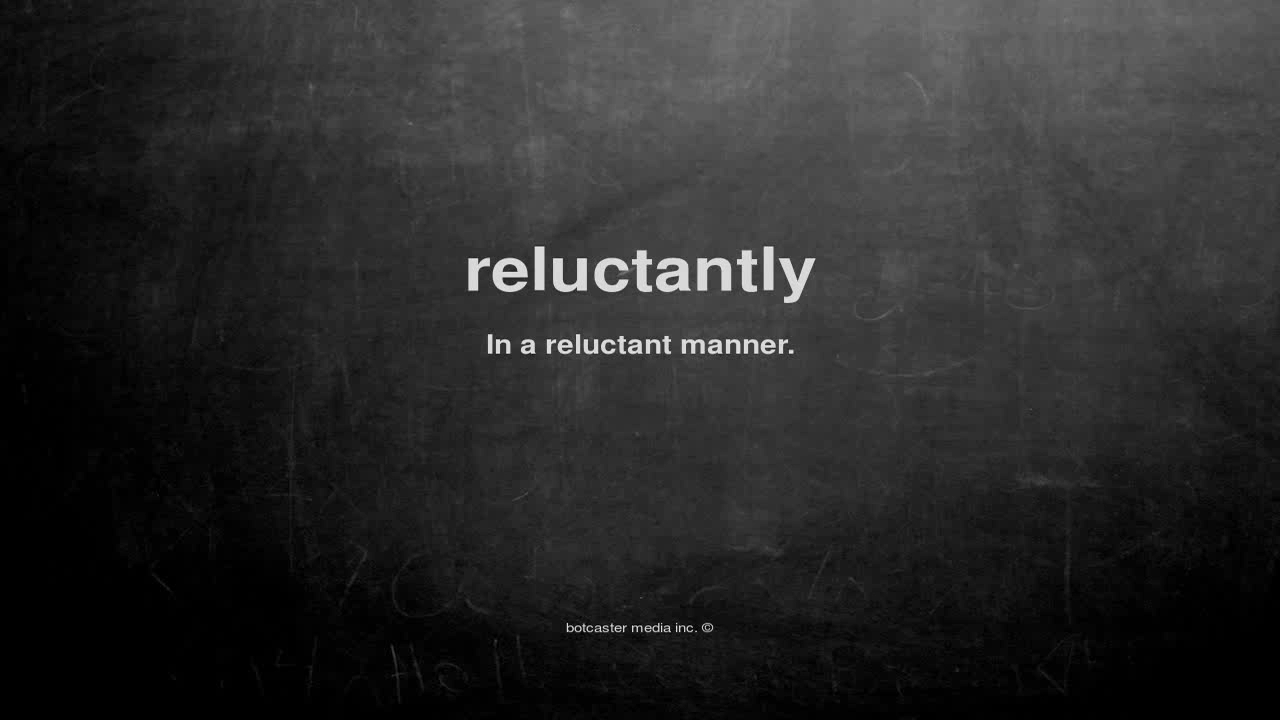 reluctantly
In a reluctant manner.
botcaster media inc. ©